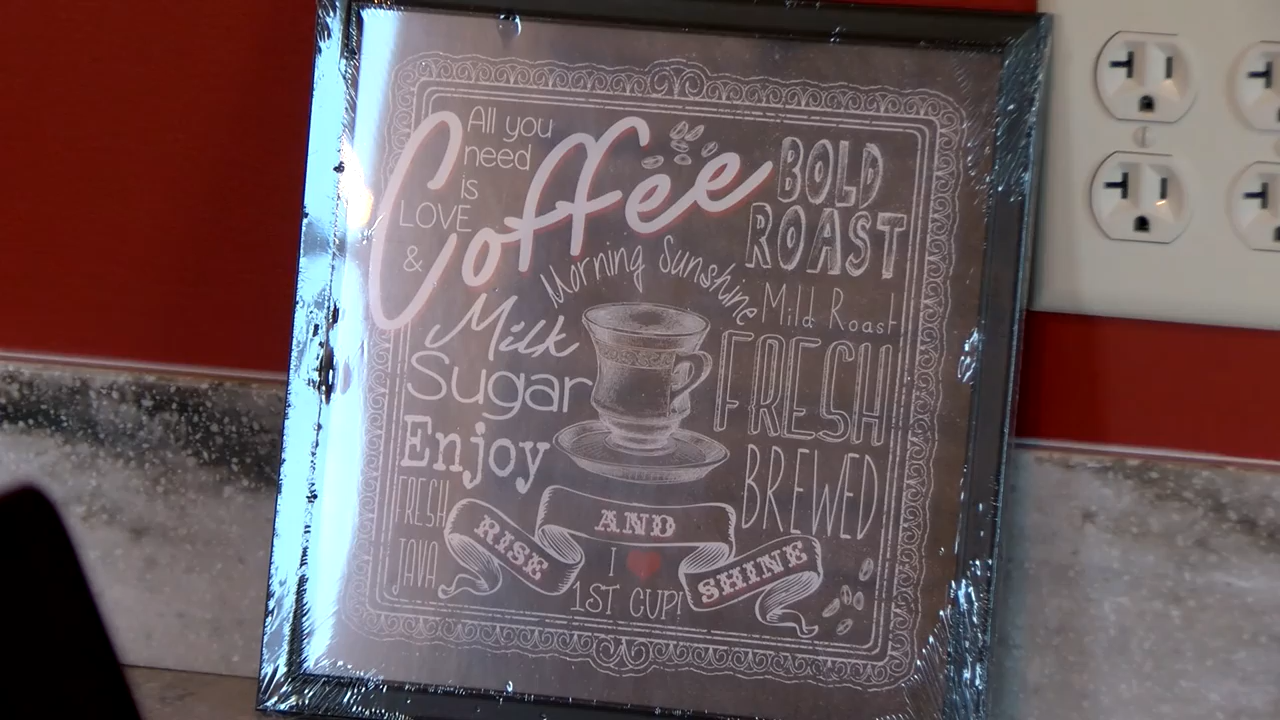 All you
need
is
LOVE
&
Coffee
BOLD
ROAST
Morning Sunshine
Mild Roast
Milk
Sugar
Enjoy
FRESH
BREWED
FRESH
JAVA
RISE
AND
SHINE
I ❤
1ST CUP!